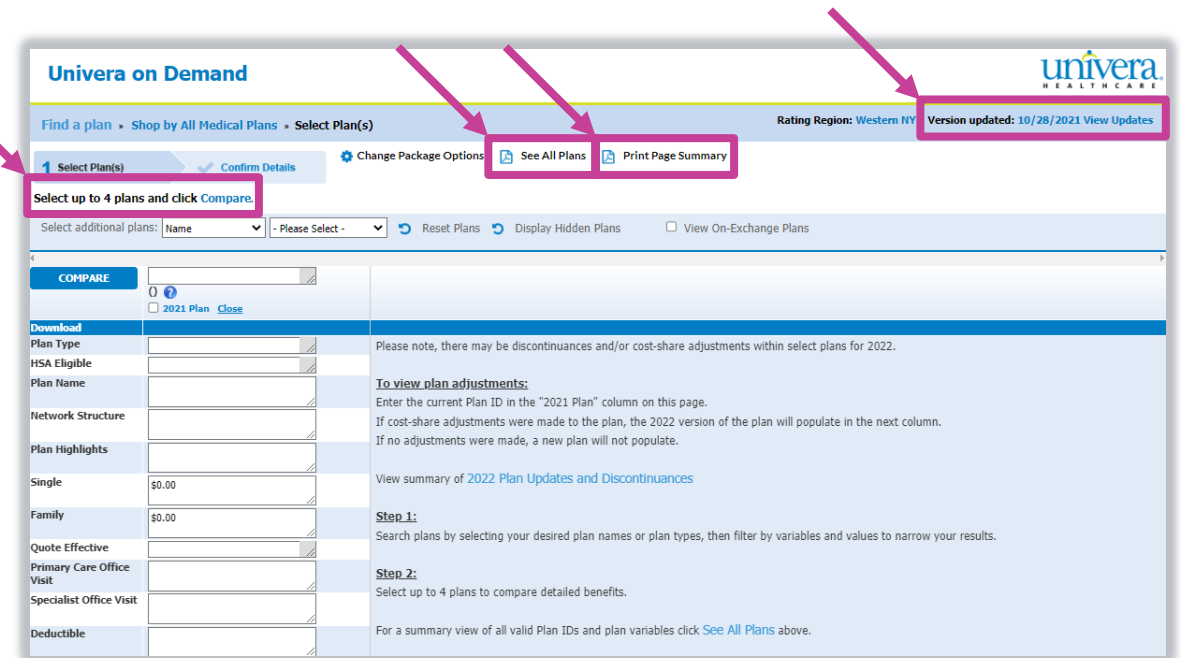 Univera on Demand
univera
HEALTHCARE
Find a plan » Shop by All Medical Plans » Select Plan(s)
Rating Region: Western NY
Version updated: 10/28/2021 View Updates
1 Select Plan(s)
Confirm Details
Change Package Options
See All Plans
Print Page Summary
Select up to 4 plans and click Compare.
Select additional plans: Name - Please Select - Reset Plans Display Hidden Plans View On-Exchange Plans
COMPARE
() ?
2021 Plan Close
Download
Plan Type
Please note, there may be discontinuances and/or cost-share adjustments within select plans for 2022.
HSA Eligible
Plan Name
To view plan adjustments:
Enter the current Plan ID in the "2021 Plan" column on this page.
Network Structure
If cost-share adjustments were made to the plan, the 2022 version of the plan will populate in the next column.
If no adjustments were made, a new plan will not populate.
Plan Highlights
Single $0.00
View summary of 2022 Plan Updates and Discontinuances
Family $0.00
Step 1:
Search plans by selecting your desired plan names or plan types, then filter by variables and values to narrow your results.
Quote Effective
Primary Care Office
Visit
Step 2:
Select up to 4 plans to compare detailed benefits.
Specialist Office Visit
Deductible
For a summary view of all valid Plan IDs and plan variables click See All Plans above.